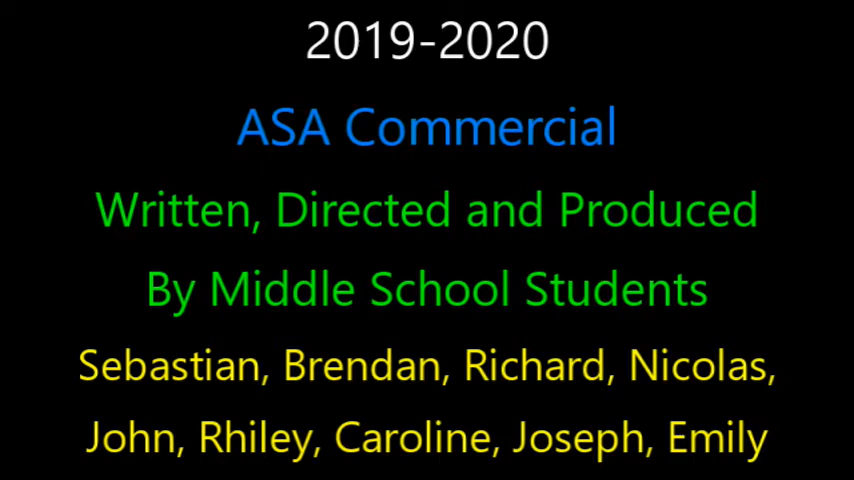 2019-2020
ASA Commercial
Written, Directed and Produced
By Middle School Students
Sebastian, Brendan, Richard, Nicolas,
John, Rhiley, Caroline, Joseph, Emily